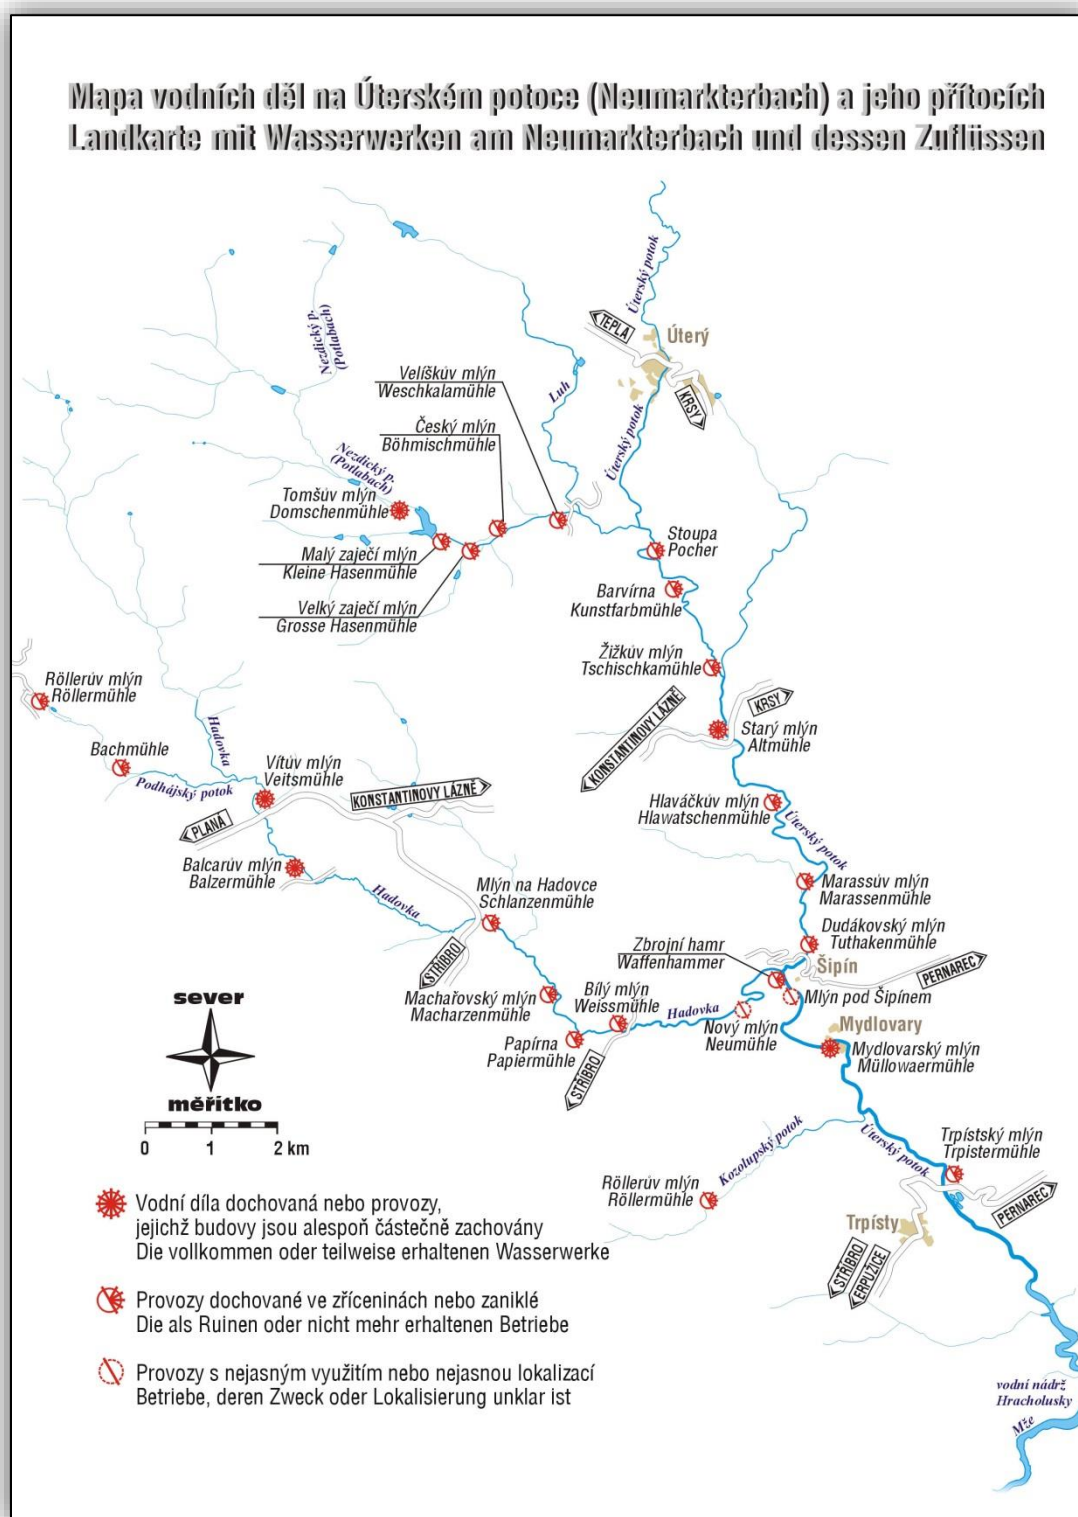 Mapa vodních děl na Úterském potoce (Neumarkterbach) a jeho přítocích
Landkarte mit Wasserwerken am Neumarkterbach und dessen Zuflüssen
Úterský potok
TEPLA
Úterý
KRSY
Nezdický p.
(Potlabach)
Velíškův mlýn
Weschkalamühle
Luh
Úterský potok
Český mlýn
Böhmischmühle
Nezdický p.
(Potlabach)
Tomšův mlýn
Domschenmühle
Stoupa
Pocher
Malý zaječí mlýn
Kleine Hasenmühle
Barvírna
Kunstfarbmühle
Velký zaječí mlýn
Grosse Hasenmühle
Žižkův mlýn
Tschischkamühle
Röllerův mlýn
Röllermühle
KONSTANTINOVY LÁZNĚ
KRSY
Starý mlýn
Altmühle
Hadovka
Bachmühle
Podhájský potok
Vítův mlýn
Veitsmühle
KONSTANTINOVY LÁZNĚ
PLANÁ
Hlaváčkův mlýn
Hlawatschenmühle
Úterský potok
Balcarův mlýn
Balzermühle
Hadovka
Mlýn na Hadovce
Schlanzenmühle
Marassův mlýn
Marassenmühle
Dudákovský mlýn
Tuthakenmühle
STŘÍBRO
Zbrojní hamr
Waffenhammer
Šipín
PERNAREC
Machařovský mlýn
Macharzenmühle
Bílý mlýn
Weissmühle
Hadovka
Mlýn pod Šipínem
Nový mlýn
Neumühle
Mydlovary
Papírna
Papiermühle
Mydlovarský mlýn
Müllowaermühle
STŘÍBRO
sever
měřítko
0 1 2 km
Kozolupský potok
Úterský potok
Trpístský mlýn
Trpistermühle
Röllerův mlýn
Röllermühle
PERNAREC
Trpísty
STŘÍBRO
ERPUŽICE
Vodní díla dochovaná nebo provozy,
jejichž budovy jsou alespoň částečně zachovány
Die vollkommen oder teilweise erhaltenen Wasserwerke
Provozy dochované ve zříceninách nebo zaniklé
Die als Ruinen oder nicht mehr erhaltenen Betriebe
Provozy s nejasným využitím nebo nejasnou lokalizací
Betriebe, deren Zweck oder Lokalisierung unklar ist
vodní nádrž
Hracholusky
Mže